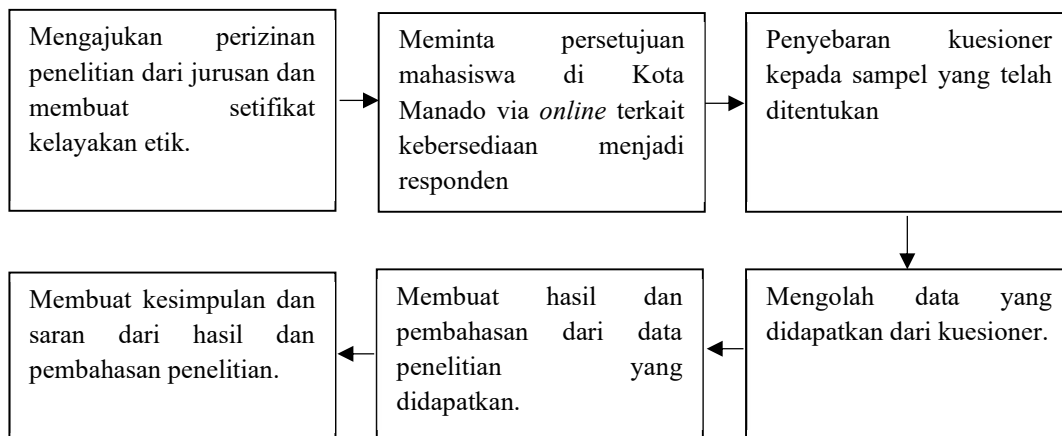 Mengajukan perizinan
penelitian dari jurusan dan
membuat setifikat
kelayakan etik.
Meminta persetujuan
mahasiswa di Kota
Manado via online terkait
kebersediaan menjadi
responden
Penyebaran kuesioner
kepada sampel yang telah
ditentukan
Mengolah data yang
didapatkan dari kuesioner.
Membuat hasil dan
pembahasan dari data
penelitian yang
didapatkan.
Membuat kesimpulan dan
saran dari hasil dan
pembahasan penelitian.